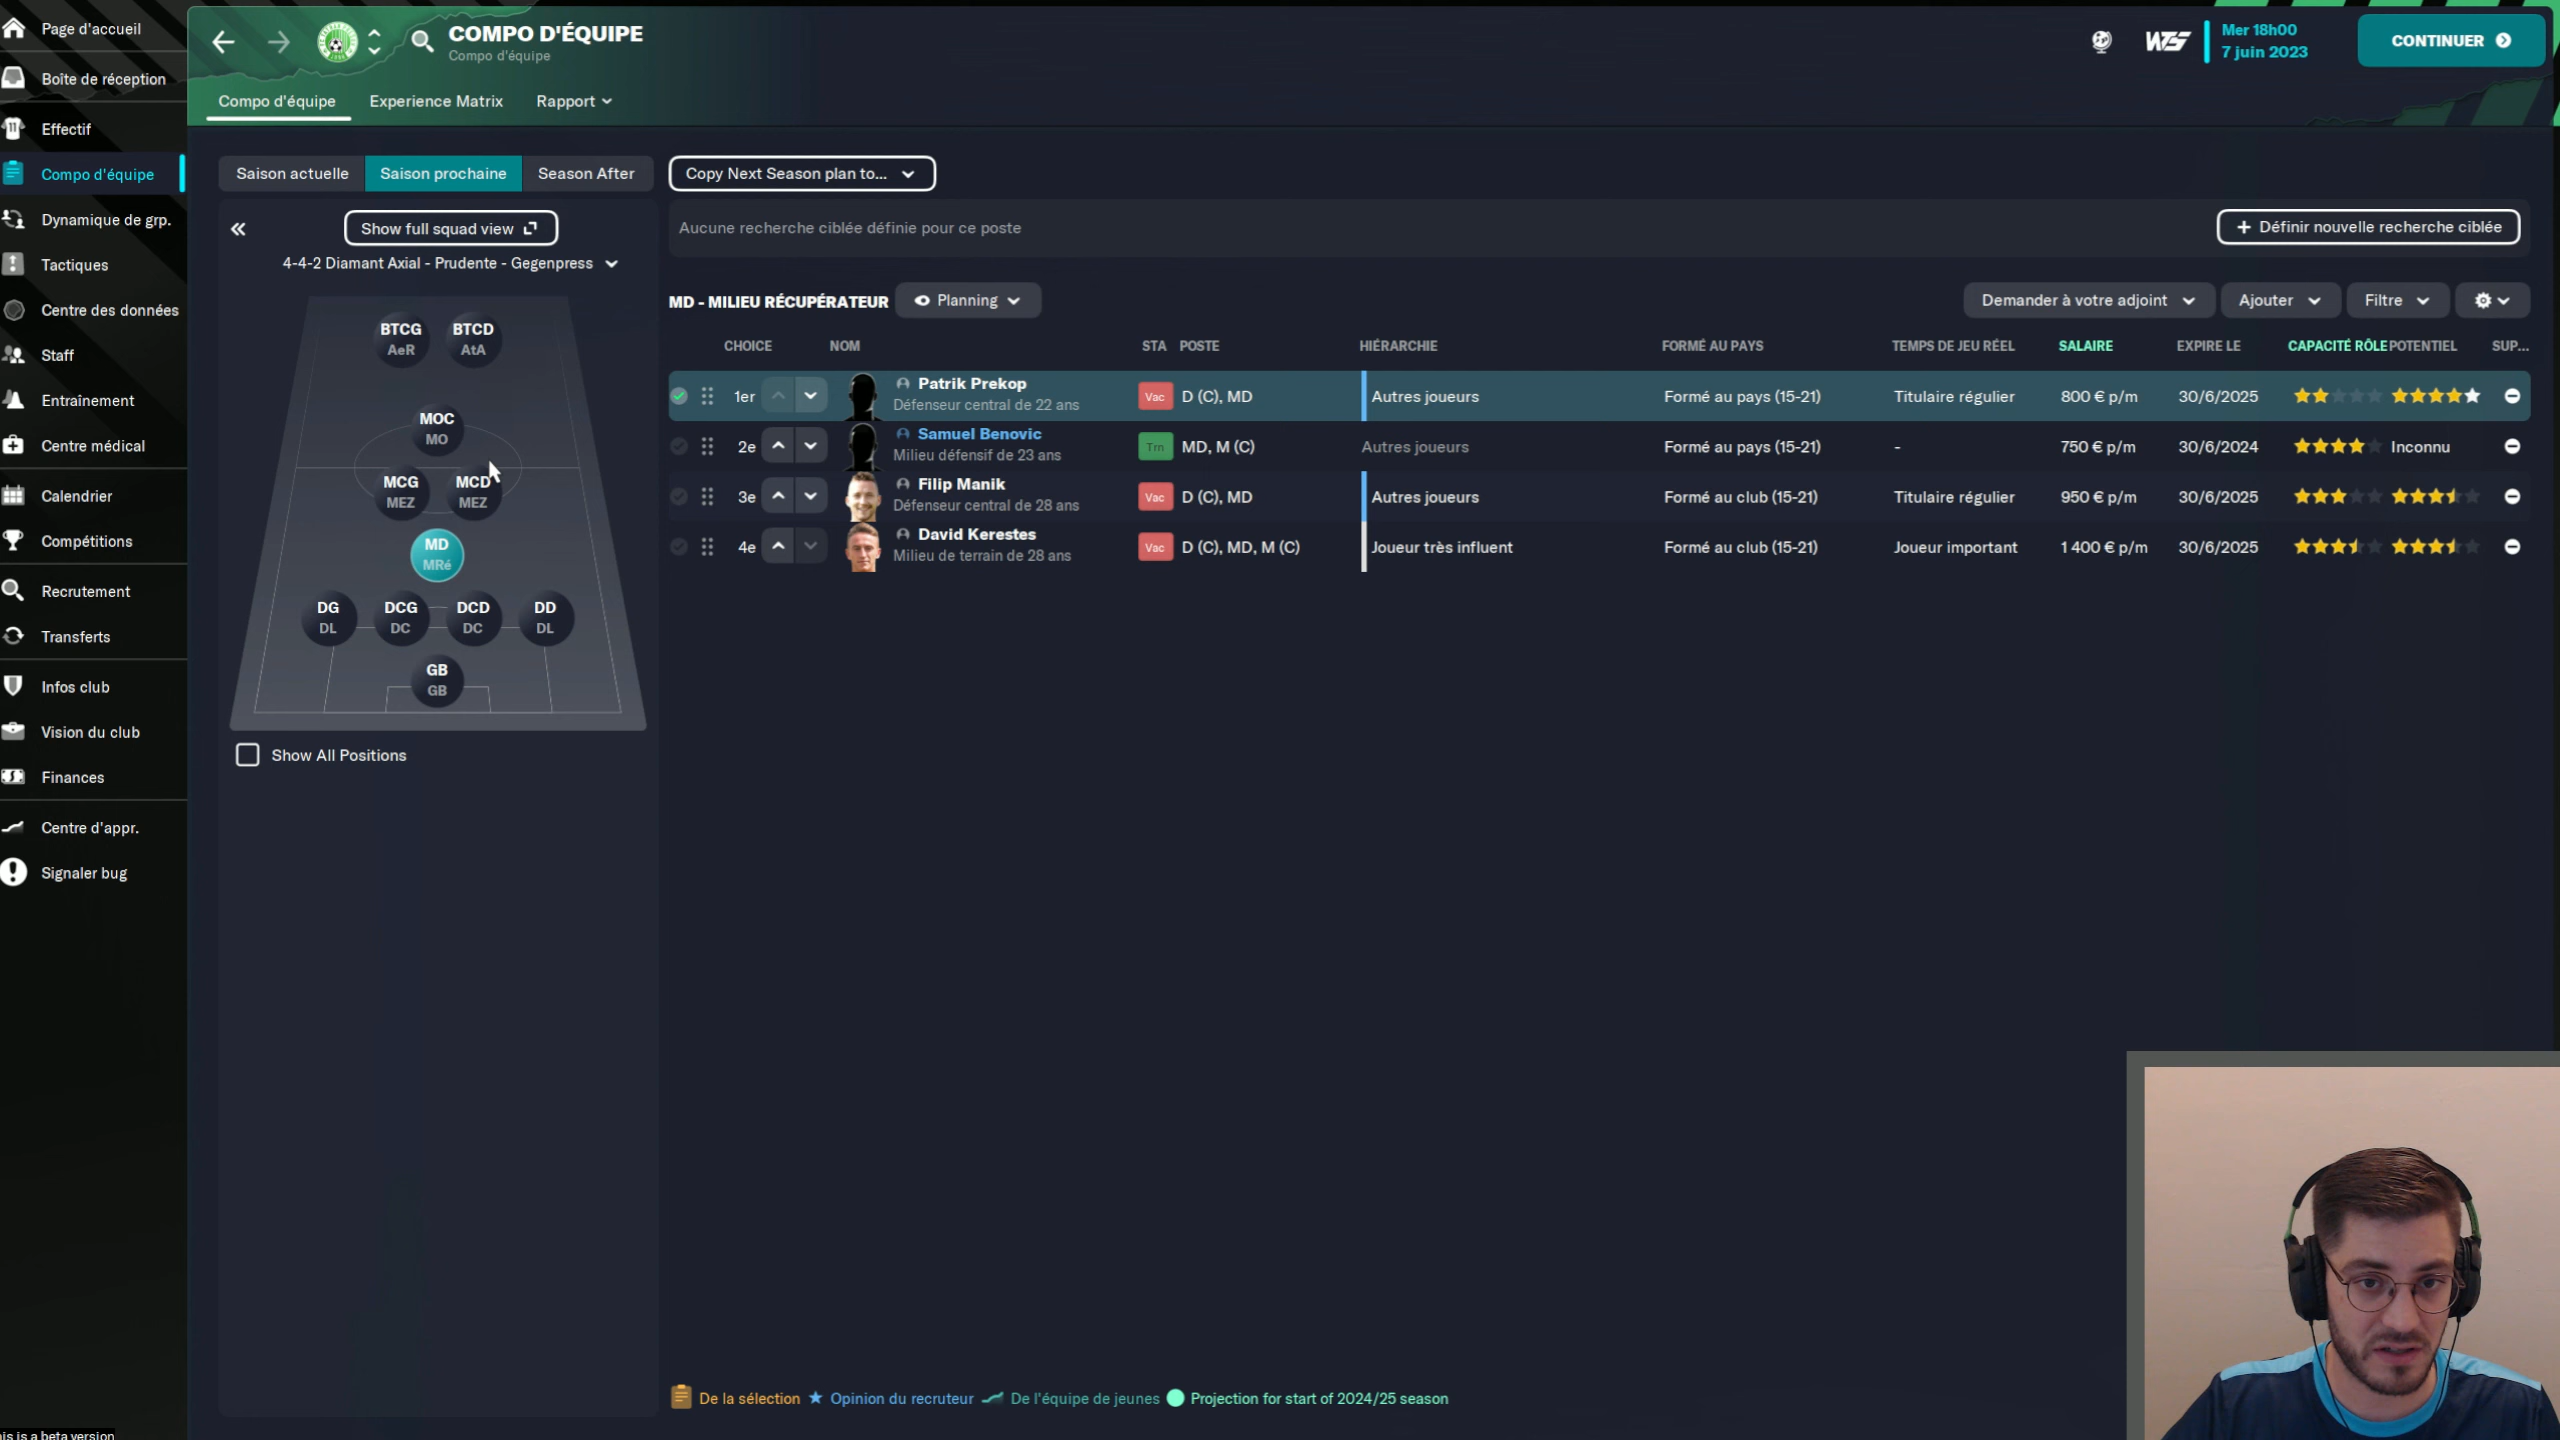 Page d'accueil
Boîte de réception
Effectif
Compo d'équipe
Dynamique de grp.
Tactiques
Centre des données
Staff
Entraînement
Centre médical
Calendrier
Compétitions
Recrutement
Transferts
Infos club
Vision du club
Finances
Centre d'appr.
Signaler bug
his is a beta version
COMPO D'ÉQUIPE
Compo d'équipe
Mer 18h00
7 juin 2023
CONTINUER
Compo d'équipe Experience Matrix Rapport
Saison actuelle Saison prochaine Season After
Copy Next Season plan to...
Show full squad view
4-4-2 Diamant Axial - Prudente - Gegenpress
BTCG BTCD
AeR AtA
MOC
MO
MCG MCD
MEZ MEZ
MD
MRé
DG DCG DCD DD
DL DC DC DL
GB
GB
Show All Positions
Aucune recherche ciblée définie pour ce poste
+ Définir nouvelle recherche ciblée
MD - MILIEU RÉCUPÉRATEUR Planning
Demander à votre adjoint Ajouter Filtre
CHOICE NOM STA POSTE HIÉRARCHIE FORMÉ AU PAYS TEMPS DE JEU RÉEL SALAIRE EXPIRE LE CAPACITÉ RÔLE POTENTIEL SUP...
1er Patrik Prekop Vac D (C), MD Autres joueurs Formé au pays (15-21) Titulaire régulier 800 € p/m 30/6/2025
Défenseur central de 22 ans
2e Samuel Benovic Trn MD, M (C) Autres joueurs Formé au pays (15-21) - 750 € p/m 30/6/2024 Inconnu
Milieu défensif de 23 ans
3e Filip Manik Vac D (C), MD Autres joueurs Formé au club (15-21) Titulaire régulier 950 € p/m 30/6/2025
Défenseur central de 28 ans
4e David Kerestes Vac D (C), MD, M (C) Joueur très influent Formé au club (15-21) Joueur important 1 400 € p/m 30/6/2025
Milieu de terrain de 28 ans
De la sélection Opinion du recruteur De l'équipe de jeunes Projection for start of 2024/25 season